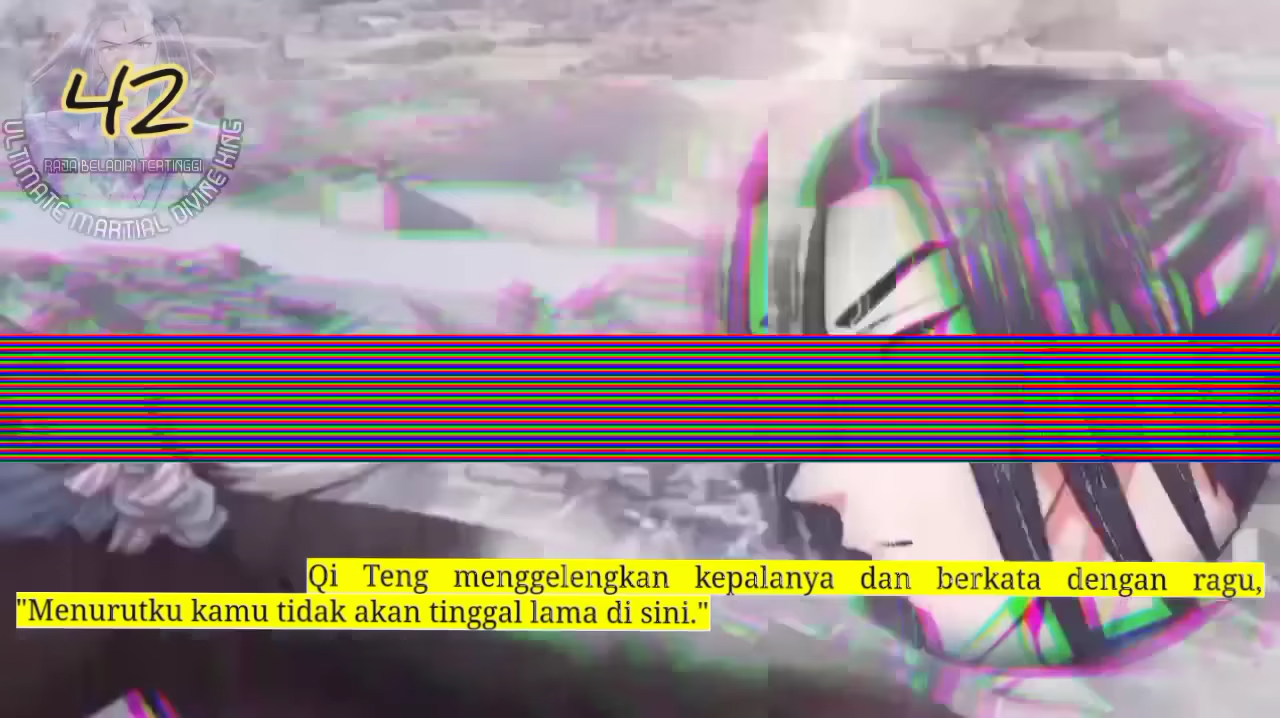 42
RAJA BELADIRI TERTINGGI
ULTIMATE MARTIAL DIVINE KING
Qi Teng menggelengkan kepalanya dan berkata dengan ragu,
"Menurutku kamu tidak akan tinggal lama di sini."